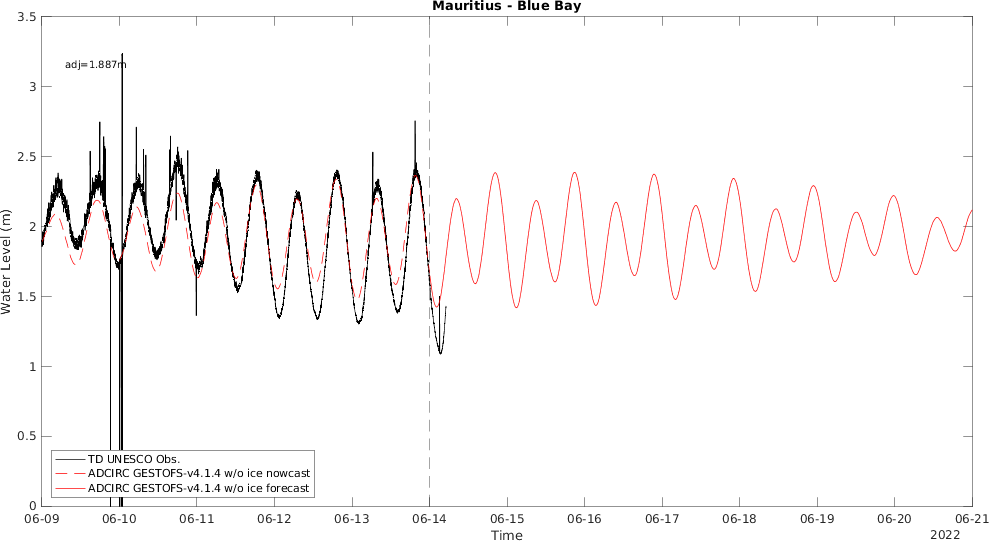 Mauritius - Blue Bay
3.5
adj=1.887m
3
2.5
2
1.5
1
0.5
0
Water Level (m)
TD UNESCO Obs.
ADCIRC GESTOFS-v4.1.4 w/o ice nowcast
ADCIRC GESTOFS-v4.1.4 w/o ice forecast
06-09 06-10 06-11 06-12 06-13 06-14 06-15 06-16 06-17 06-18 06-19 06-20 06-21
Time
2022